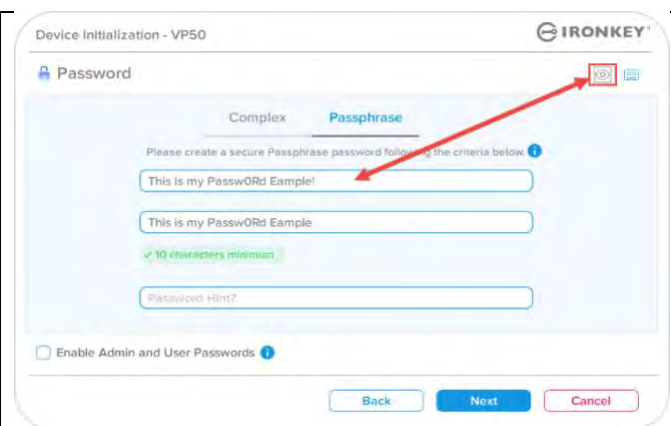 Device Initialization - VP50
IRONKEY
Password
Complex Passphrase
Please create a secure Passphrase password following the criteria below.
This is my Passw0Rd Eample!
This is my Passw0Rd Eample
✓ 10 characters minimum
Password Hint?
Enable Admin and User Passwords
Back Next Cancel